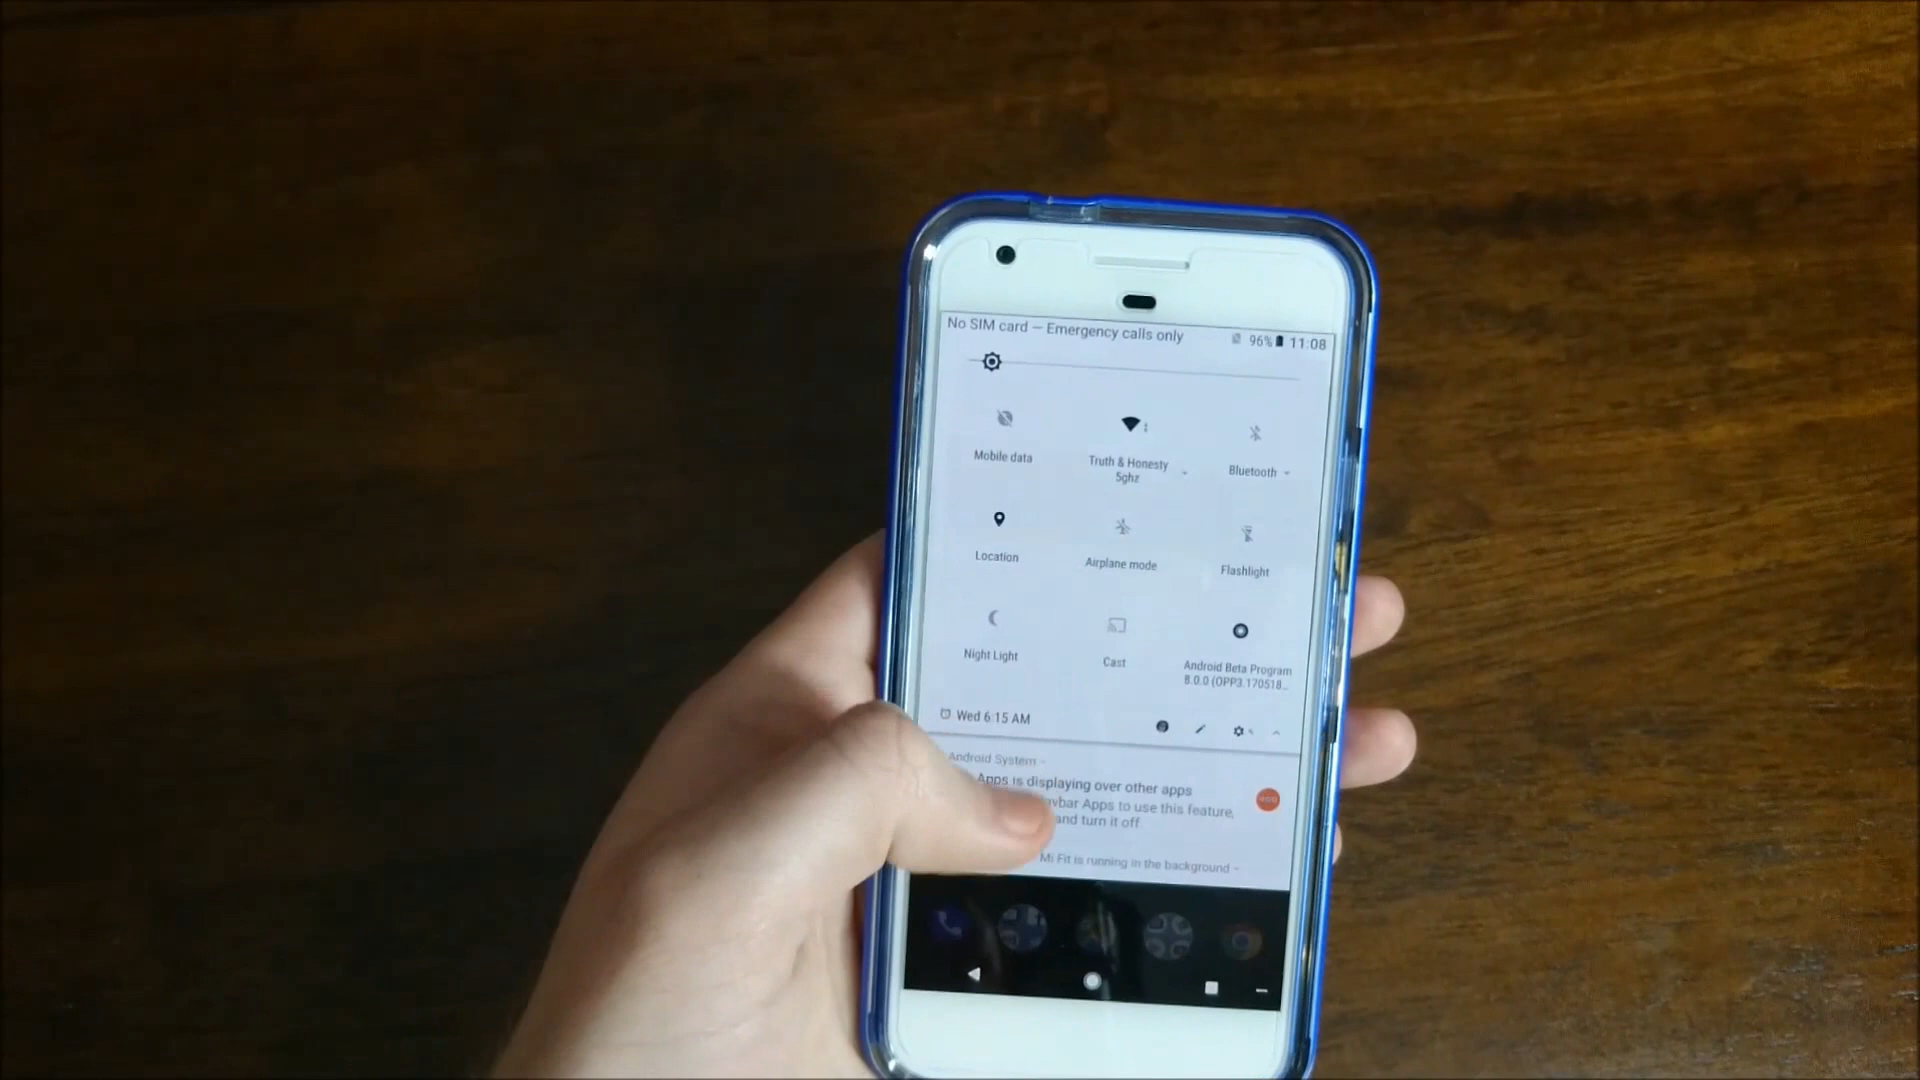 No SIM card — Emergency calls only 96% 11:08
Mobile data
Truth & Honesty
5ghz
Bluetooth
Location
Airplane mode
Flashlight
Night Light
Cast
Android Beta Program
8.0.0 (OPP3.170518...
Wed 6:15 AM
Android System
Apps is displaying over other apps
avbar Apps to use this feature,
and turn it off.
Mi Fit is running in the background